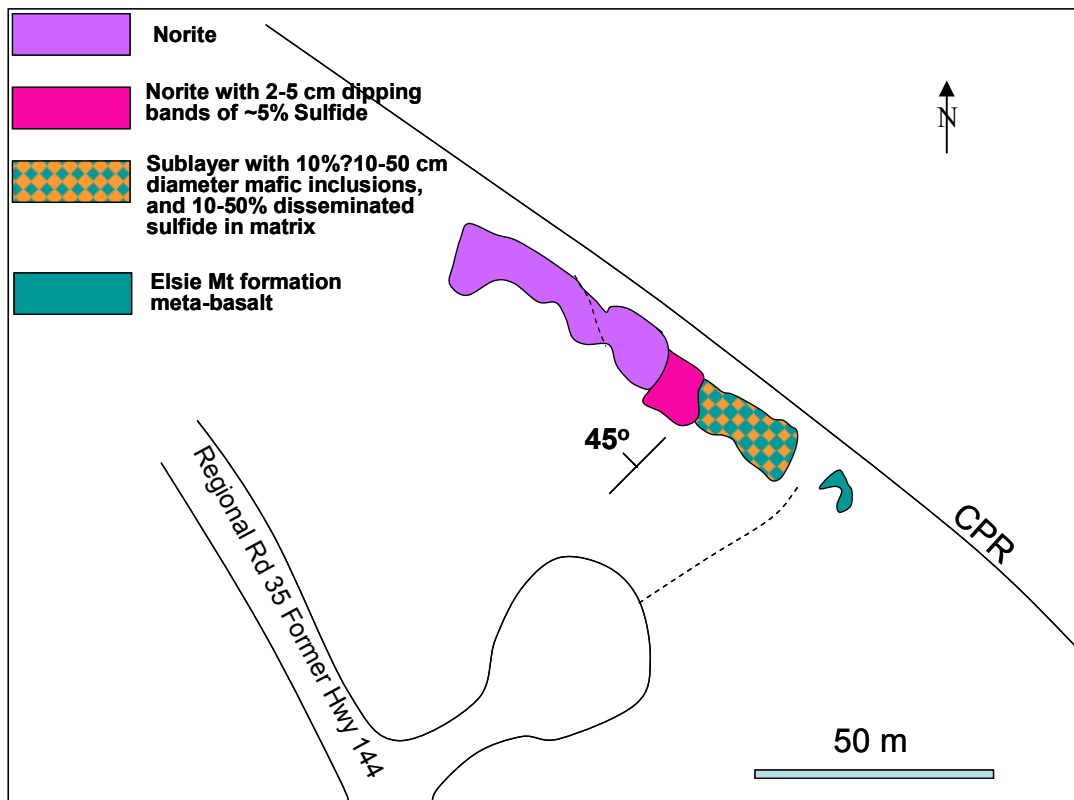 Norite
Norite with 2-5 cm dipping
bands of ~5% Sulfide
Sublayer with 10%?10-50 cm
diameter mafic inclusions,
and 10-50% disseminated
sulfide in matrix
Elsie Mt formation
meta-basalt
N
45º
CPR
Regional Rd 35 Former Hwy 144
50 m